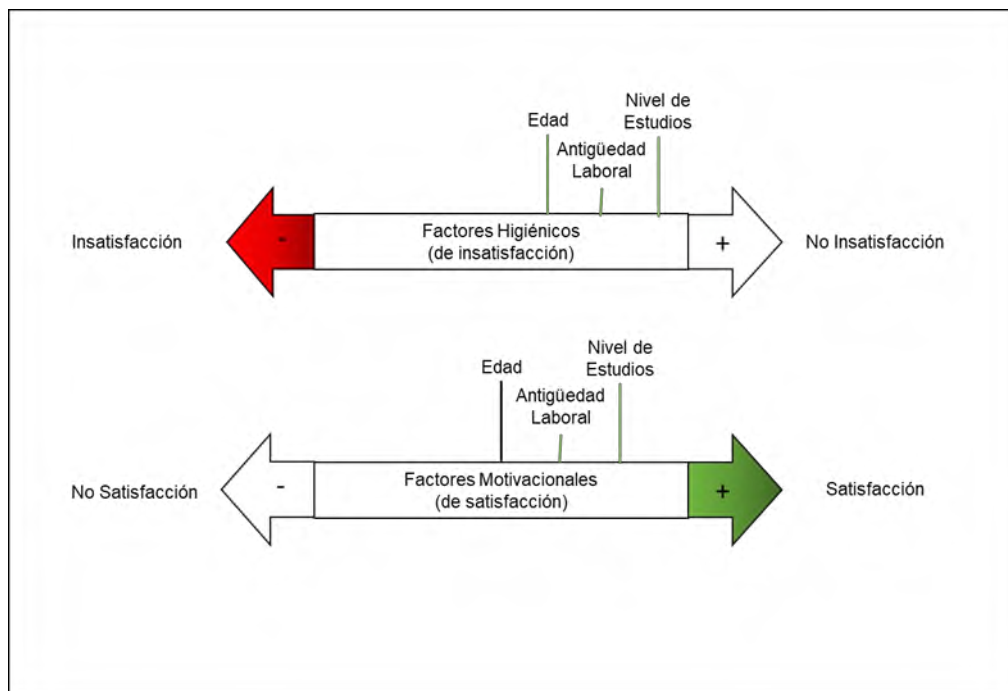 Nivel de
Estudios
Edad
Antigüedad
Laboral
Insatisfacción
-
Factores Higiénicos
(de insatisfacción)
+
No Insatisfacción
Nivel de
Estudios
Edad
Antigüedad
Laboral
No Satisfacción
-
Factores Motivacionales
(de satisfacción)
+
Satisfacción